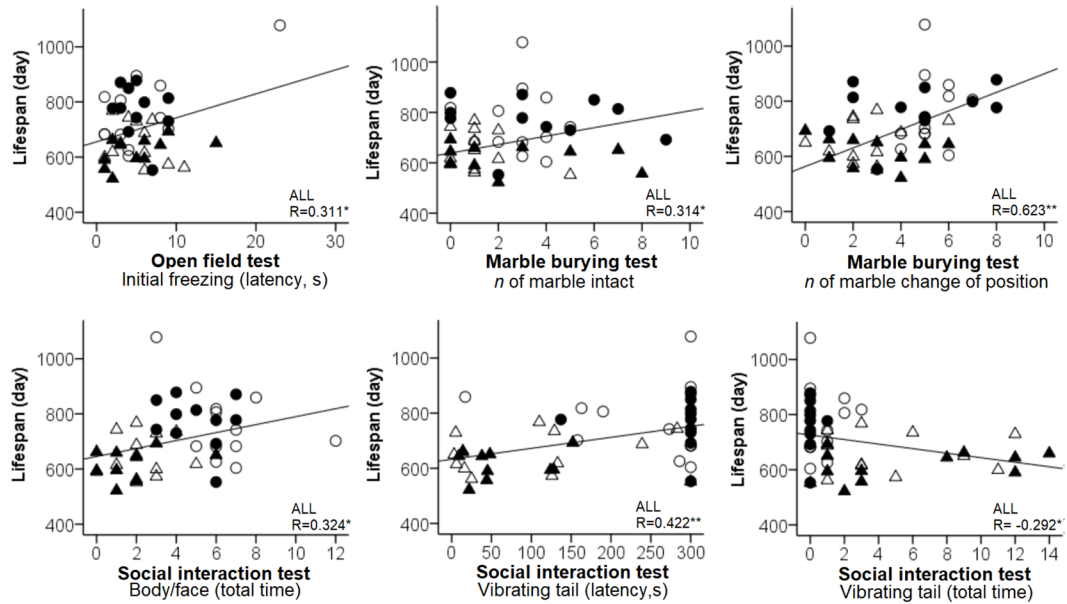 Lifespan (day)
1000
800
600
400
0
10
20
30
ALL
R=0.311*
Open field test
Initial freezing (latency, s)
Lifespan (day)
1000
800
600
400
0
2
4
6
8
10
ALL
R=0.314*
Marble burying test
n of marble intact
Lifespan (day)
1000
800
600
400
0
2
4
6
8
10
ALL
R=0.623**
Marble burying test
n of marble change of position
Lifespan (day)
1000
800
600
400
0
2
4
6
8
10
12
ALL
R=0.324*
Social interaction test
Body/face (total time)
Lifespan (day)
1000
800
600
400
0
50
100
150
200
250
300
ALL
R=0.422**
Social interaction test
Vibrating tail (latency,s)
Lifespan (day)
1000
800
600
400
0
2
4
6
8
10
12
14
ALL
R= -0.292*
Social interaction test
Vibrating tail (total time)